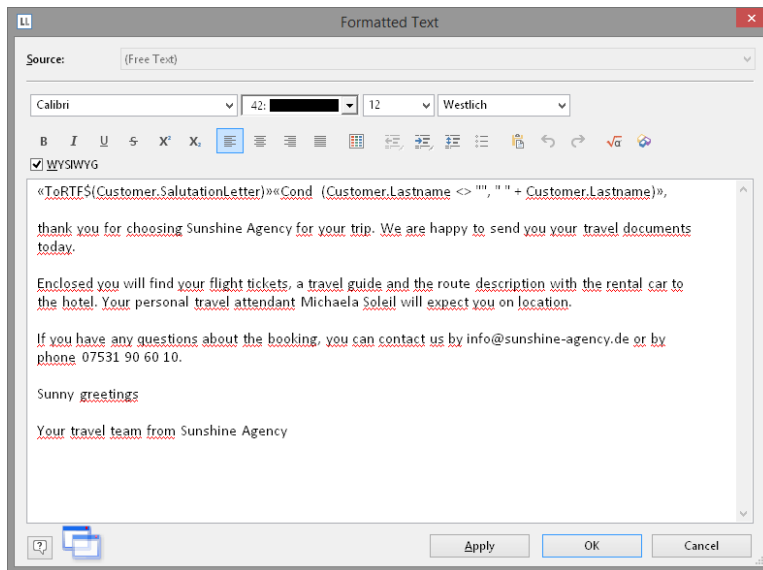 LL
Formatted Text
Source: (Free Text)
Calibri 42: 12 Westlich
B I U S X² X₂
WYSIWYG
«ToRTF$(Customer.SalutationLetter)»«Cond (Customer.Lastname <> "", " " + Customer.Lastname)»,
thank you for choosing Sunshine Agency for your trip. We are happy to send you your travel documents
today.
Enclosed you will find your flight tickets, a travel guide and the route description with the rental car to
the hotel. Your personal travel attendant Michaela Soleil will expect you on location.
If you have any questions about the booking, you can contact us by info@sunshine-agency.de or by
phone 07531 90 60 10.
Sunny greetings
Your travel team from Sunshine Agency
Apply OK Cancel